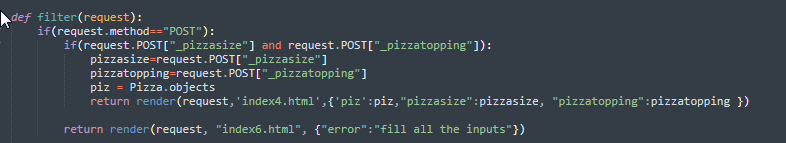 def filter(request):
if(request.method=="POST"):
if(request.POST["_pizzasize"] and request.POST["_pizzatopping"]):
pizzasize=request.POST["_pizzasize"]
pizzatopping=request.POST["_pizzatopping"]
piz = Pizza.objects
return render(request,'index4.html',{'piz':piz,"pizzasize":pizzasize, "pizzatopping":pizzatopping })
return render(request, "index6.html", {"error":"fill all the inputs"})